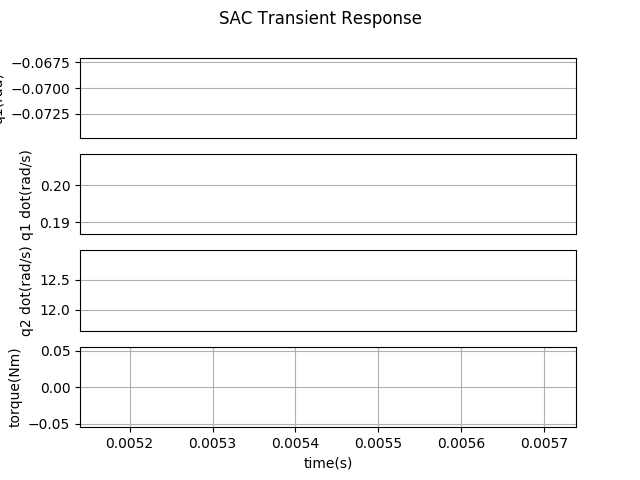 SAC Transient Response
q1(rad)
−0.0675
−0.0700
−0.0725
q1 dot(rad/s)
0.20
0.19
q2 dot(rad/s)
12.5
12.0
torque(Nm)
0.05
0.00
−0.05
0.0052 0.0053 0.0054 0.0055 0.0056 0.0057
time(s)